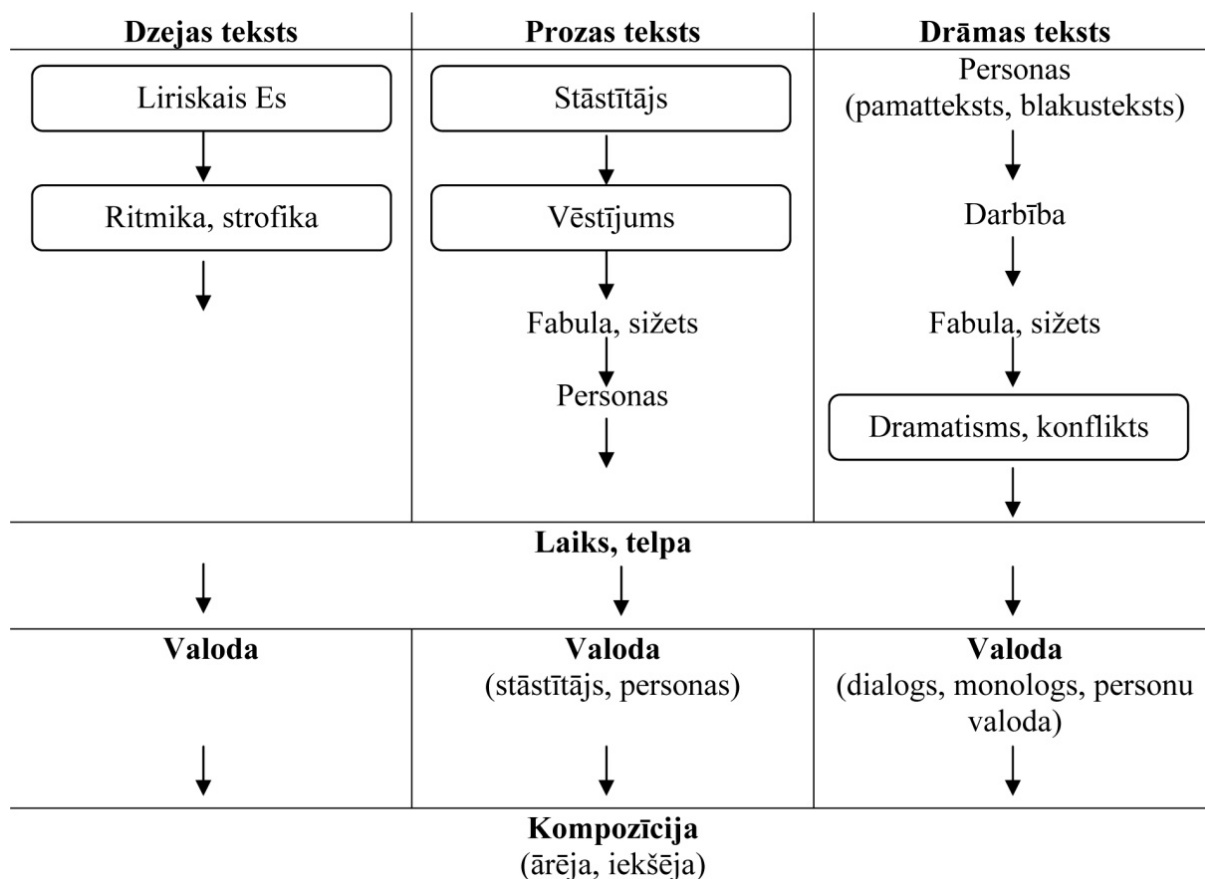 Dzejas teksts
Prozas teksts
Drāmas teksts
Liriskais Es
Ritmika, strofika
Stāstītājs
Vēstījums
Fabula, sižets
Personas
Personas
(pamatteksts, blakusteksts)
Darbība
Fabula, sižets
Dramatisms, konflikts
Laiks, telpa
Valoda
Valoda
(stāstītājs, personas)
Valoda
(dialogs, monologs, personu
valoda)
Kompozīcija
(ārēja, iekšēja)